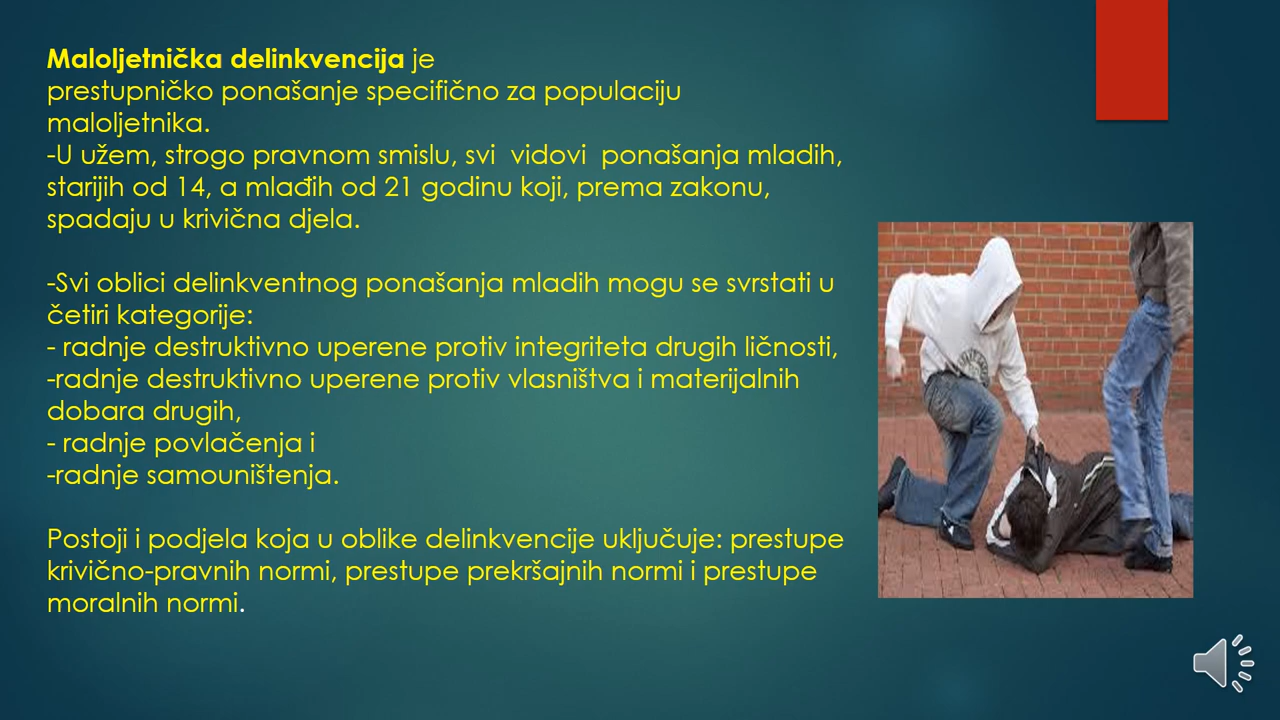 Maloljetnička delinkvencija je
prestupničko ponašanje specifično za populaciju
maloljetnika.
-U užem, strogo pravnom smislu, svi vidovi ponašanja mladih,
starijih od 14, a mlađih od 21 godinu koji, prema zakonu,
spadaju u krivična djela.
-Svi oblici delinkventnog ponašanja mladih mogu se svrstati u
četiri kategorije:
- radnje destruktivno uperene protiv integriteta drugih ličnosti,
-radnje destruktivno uperene protiv vlasništva i materijalnih
dobara drugih,
- radnje povlačenja i
-radnje samouništenja.
Postoji i podjela koja u oblike delinkvencije uključuje: prestupe
krivično-pravnih normi, prestupe prekršajnih normi i prestupe
moralnih normi.